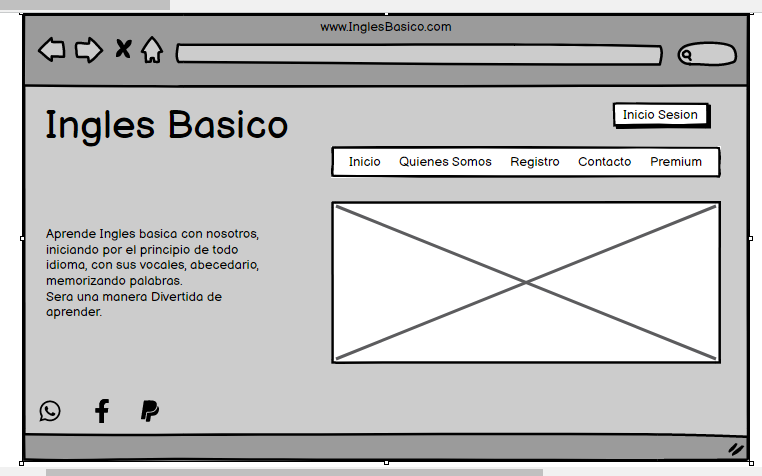 www.InglesBasico.com
Ingles Basico
Inicio Sesion
Inicio Quienes Somos Registro Contacto Premium
Aprende Ingles basica con nosotros,
iniciando por el principio de todo
idioma, con sus vocales, abecedario,
memorizando palabras.
Sera una manera Divertida de
aprender.